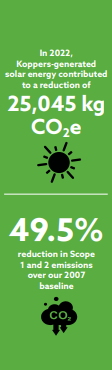 In 2022,
Koppers-generated
solar energy contributed
to a reduction of
25,045 kg
CO₂e
49.5%
reduction in Scope
1 and 2 emissions
over our 2007
baseline
CO₂